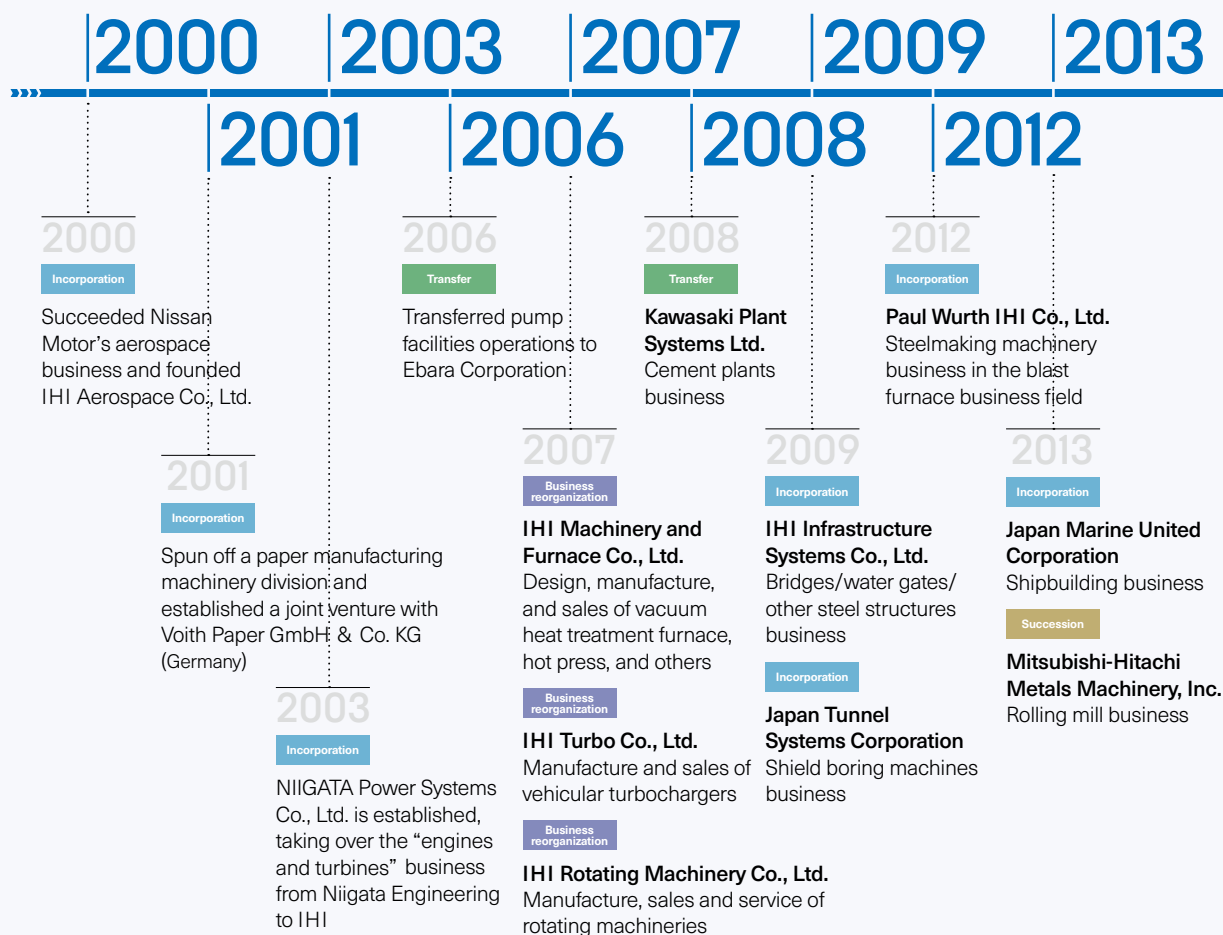 2000
2003
2007
2009
2013
2001
2006
2008
2012
2000
Incorporation
Succeeded Nissan
Motor’s aerospace
business and founded
IHI Aerospace Co., Ltd.
2001
Incorporation
Spun off a paper manufacturing
machinery division and
established a joint venture with
Voith Paper GmbH & Co. KG
(Germany)
2003
Incorporation
NIIGATA Power Systems
Co., Ltd. is established,
taking over the “engines
and turbines” business
from Niigata Engineering
to IHI
2006
Transfer
Transferred pump
facilities operations to
Ebara Corporation
2007
Business
reorganization
IHI Machinery and
Furnace Co., Ltd.
Design, manufacture,
and sales of vacuum
heat treatment furnace,
hot press, and others
Business
reorganization
IHI Turbo Co., Ltd.
Manufacture and sales of
vehicular turbochargers
Business
reorganization
IHI Rotating Machinery Co., Ltd.
Manufacture, sales and service of
rotating machineries
2008
Transfer
Kawasaki Plant
Systems Ltd.
Cement plants
business
2009
Incorporation
IHI Infrastructure
Systems Co., Ltd.
Bridges/water gates/
other steel structures
business
Incorporation
Japan Tunnel
Systems Corporation
Shield boring machines
business
2012
Incorporation
Paul Wurth IHI Co., Ltd.
Steelmaking machinery
business in the blast
furnace business field
2013
Incorporation
Japan Marine United
Corporation
Shipbuilding business
Succession
Mitsubishi-Hitachi
Metals Machinery, Inc.
Rolling mill business